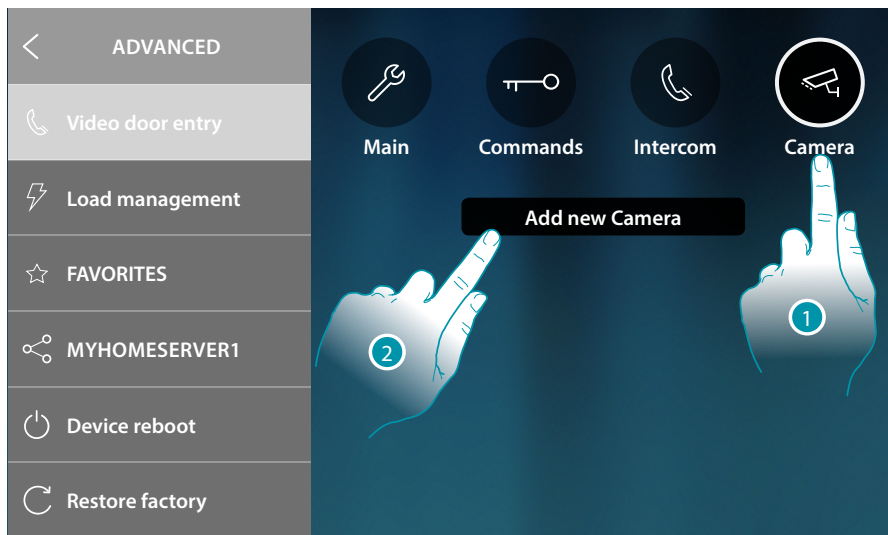 ADVANCED
Video door entry
Load management
FAVORITES
MYHOMESERVER1
Device reboot
Restore factory
Main
Commands
Intercom
Camera
Add new Camera
1
2